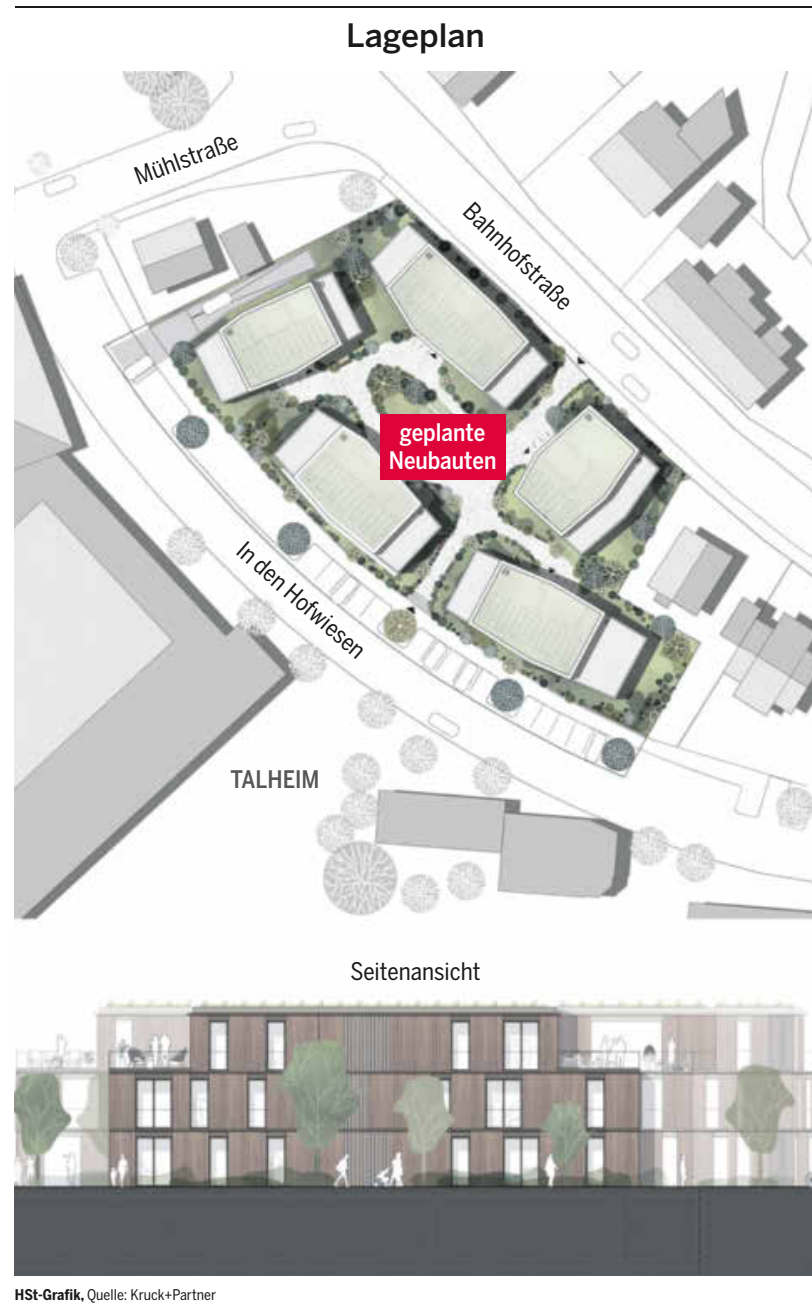 Lageplan
Mühlstraße
Bahnhofstraße
geplante
Neubauten
In den Hofwiesen
TALHEIM
Seitenansicht
HSt-Grafik, Quelle: Kruck+Partner